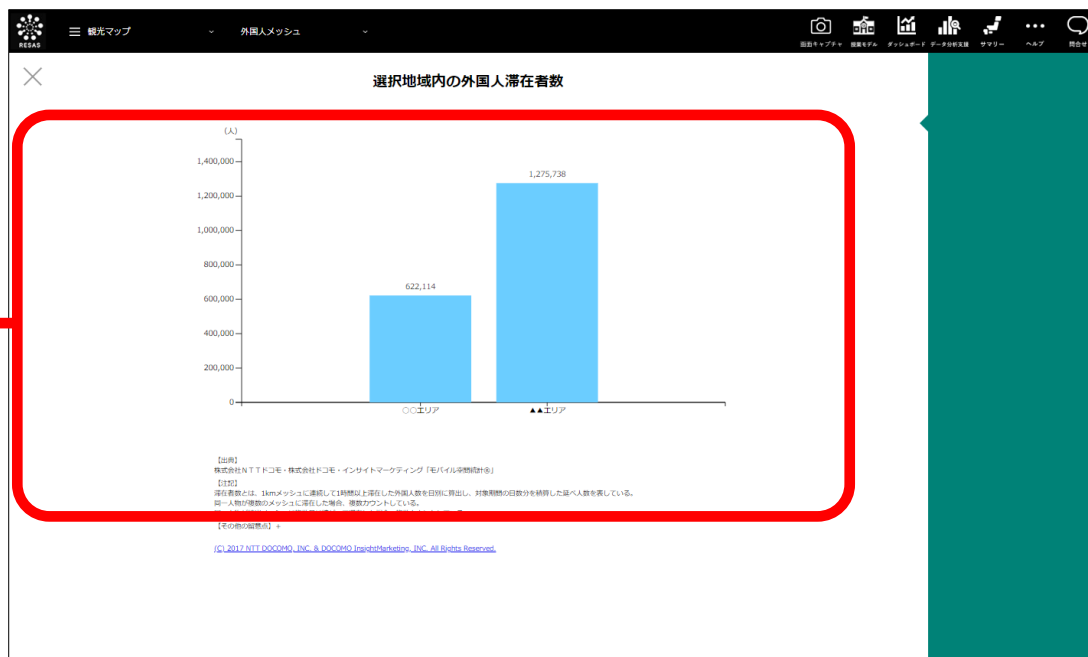 RESAS
観光マップ
外国人メッシュ
画面キャプチャ
授業モデル
ダッシュボード
データ分析支援
サマリー
ヘルプ
問合せ
選択地域内の外国人滞在者数
(人)
1,400,000
1,200,000
1,000,000
800,000
600,000
400,000
200,000
0
622,114
1,275,738
○○エリア
▲▲エリア
【出典】
株式会社NTTドコモ・株式会社ドコモ・インサイトマーケティング「モバイル空間統計®」
【注記】
滞在者数とは、1kmメッシュに連続して1時間以上滞在した外国人数を日別に算出し、対象期間の日数分を積算した延べ人数を表している。
同一人物が複数のメッシュに滞在した場合、複数カウントしている。
【その他の留意点】+
(C) 2017 NTT DOCOMO, INC. & DOCOMO InsightMarketing, INC. All Rights Reserved.